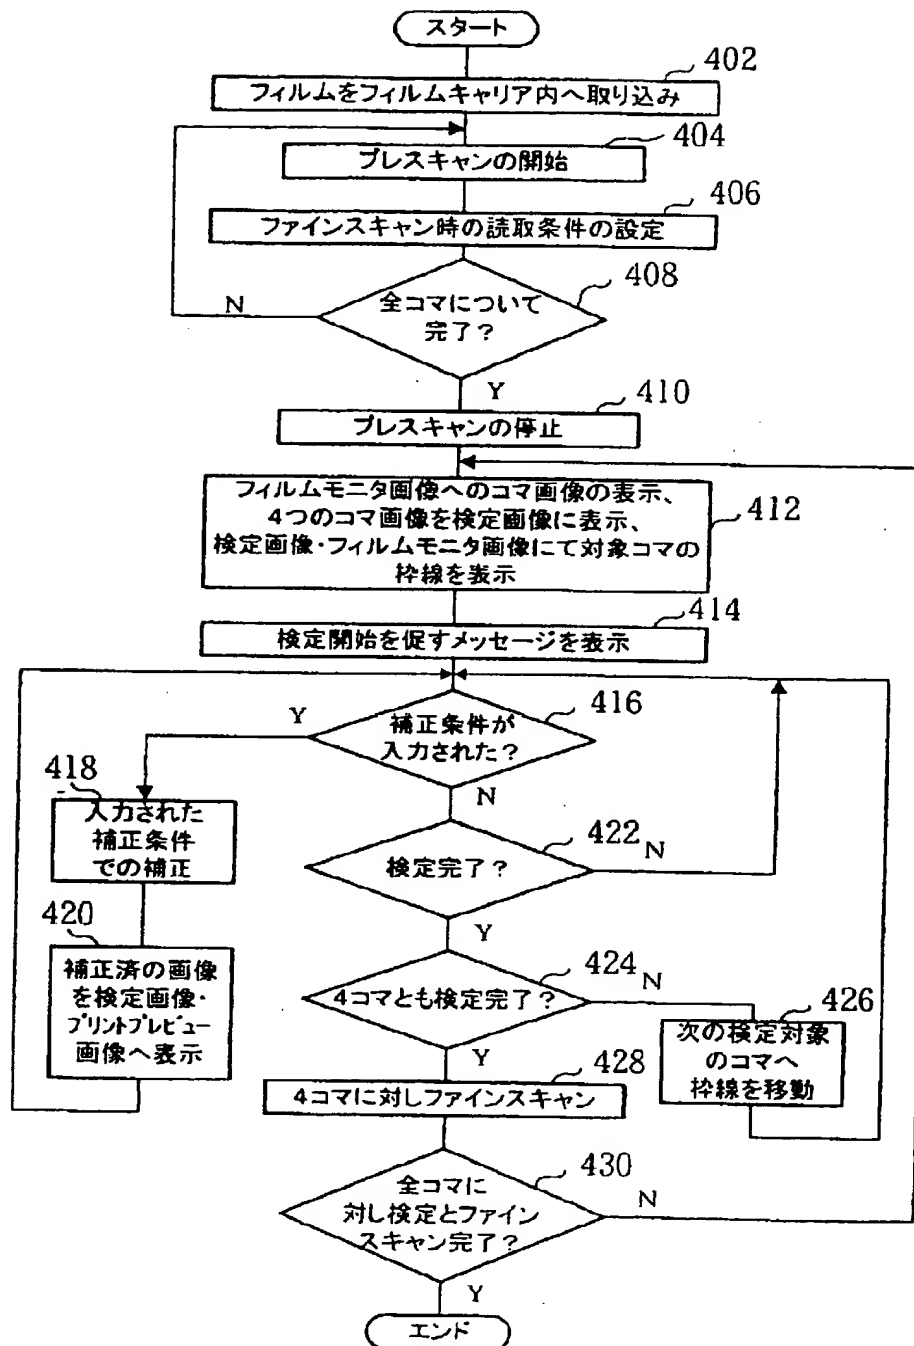 スタート
402
フィルムをフィルムキャリア内へ取り込み
404
プレスキャンの開始
406
ファインスキャン時の読取条件の設定
408
全コマについて
完了？
N
Y
410
プレスキャンの停止
フィルムモニタ画像へのコマ画像の表示、
4つのコマ画像を検定画像に表示、
検定画像・フィルムモニタ画像にて対象コマの
枠線を表示
412
414
検定開始を促すメッセージを表示
416
補正条件が
入力された？
Y
N
418
入力された
補正条件
での補正
422
検定完了？
N
Y
420
補正済の画像
を検定画像・
プリントプレビュー
画像へ表示
424
4コマとも検定完了？
N
Y
426
次の検定対象
のコマへ
枠線を移動
428
4コマに対しファインスキャン
430
全コマに
対し検定とファイン
スキャン完了？
N
Y
エンド